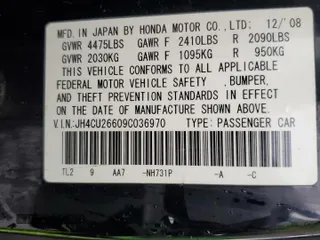 IN JAPAN BY HONDA MOTOR CO., LTD: 12/'08
GVWR 4475LBS GAWR F 2410LBS R 2090LBS
GVWR 2030KG GAWR F 1095KG R 950KG
THIS VEHICLE CONFORMS TO ALL APPLICABLE
FEDERAL MOTOR VEHICLE SAFETY, BUMPER,
AND THEFT PREVENTION STANDARDS IN EFFECT
ON THE DATE OF MANUFACTURE SHOWN ABOVE.
V.I.N:JH4CU26609C036970 TYPE: PASSENGER CAR
TL2 9 AA7 -NH731P -A -C